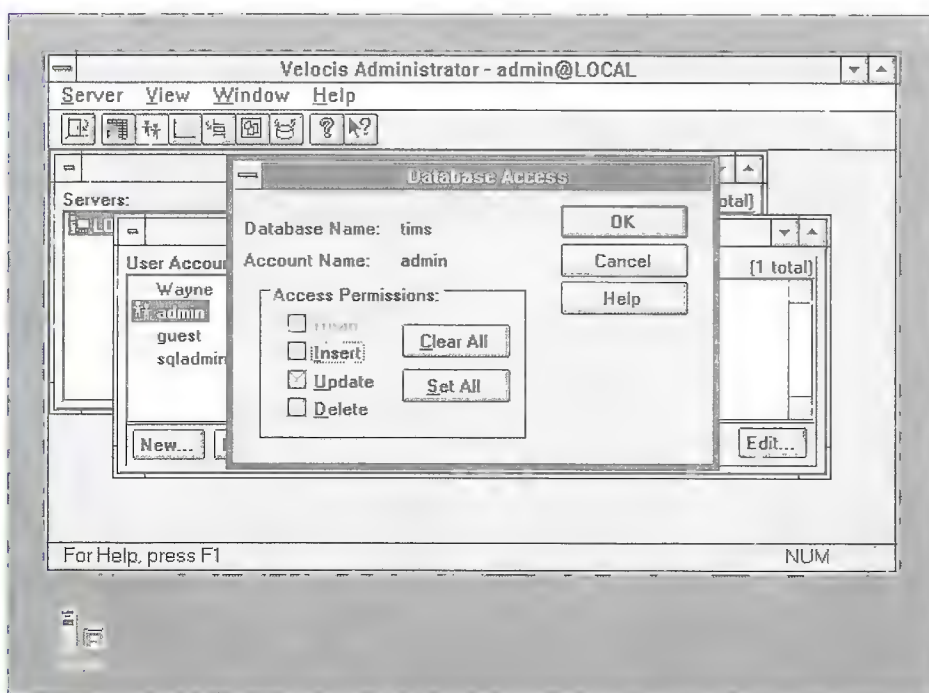 Velocis Administrator - admin@LOCAL
Server View Window Help
Database Access
Servers:
otal)
Database Name: tims
OK
Account Name: admin
Cancel
User Accou
(1 total)
Help
Access Permissions:
Wayne
admin
guest
sqladmin
Insert
Update
Delete
Clear All
Set All
New...
Edit...
For Help, press F1
NUM